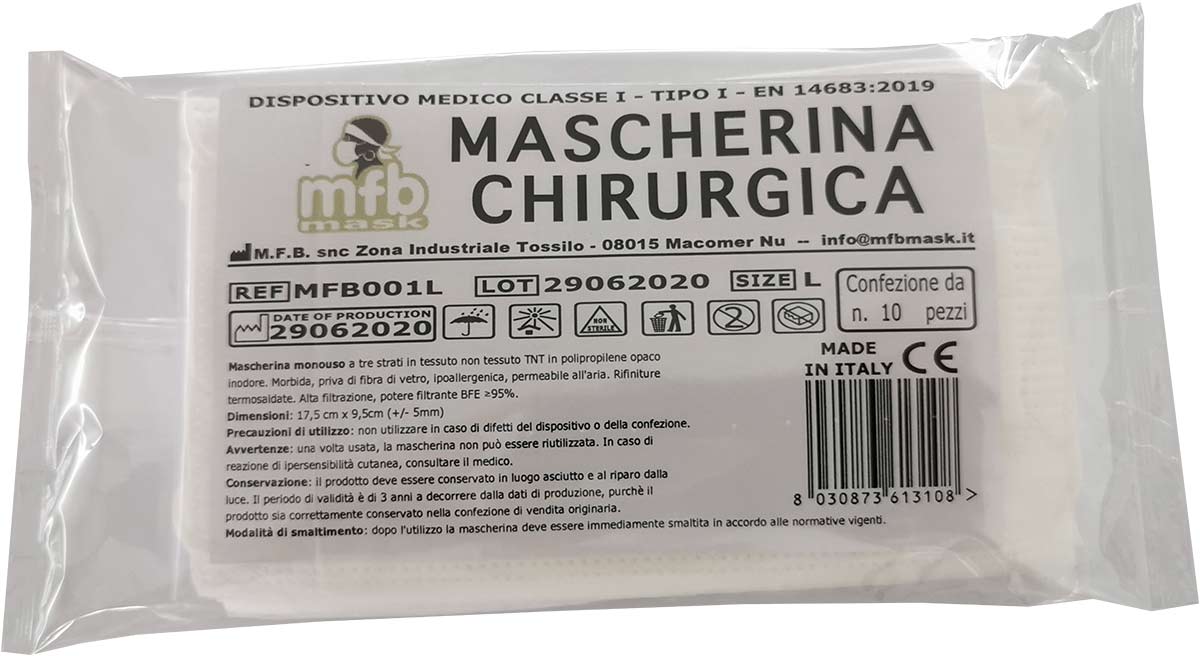 DISPOSITIVO MEDICO CLASSE I - TIPO I - EN 14683:2019
mfb
mask
MASCHERINA
CHIRURGICA
M.F.B. snc Zona Industriale Tossilo - 08015 Macomer Nu -- info@mfbmask.it
REF MFB001L LOT 29062020 SIZE L
Confezione da
n. 10 pezzi
DATE OF PRODUCTION
29062020
NON
STERILE
2
MADE
IN ITALY CE
Mascherina monouso a tre strati in tessuto non tessuto TNT in polipropilene opaco
inodore. Morbida, priva di fibra di vetro, ipoallergenica, permeabile all'aria. Rifiniture
termosaldate. Alta filtrazione, potere filtrante BFE ≥95%.
Dimensioni: 17,5 cm x 9,5cm (+/- 5mm)
Precauzioni di utilizzo: non utilizzare in caso di difetti del dispositivo o della confezione.
Avvertenze: una volta usata, la mascherina non può essere riutilizzata. In caso di
reazione di ipersensibilità cutanea, consultare il medico.
Conservazione: il prodotto deve essere conservato in luogo asciutto e al riparo dalla
luce. Il periodo di validità è di 3 anni a decorrere dalla dati di produzione, purchè il
prodotto sia correttamente conservato nella confezione di vendita originaria.
Modalità di smaltimento: dopo l'utilizzo la mascherina deve essere immediatamente smaltita in accordo alle normative vigenti.
8 030873 613108 >